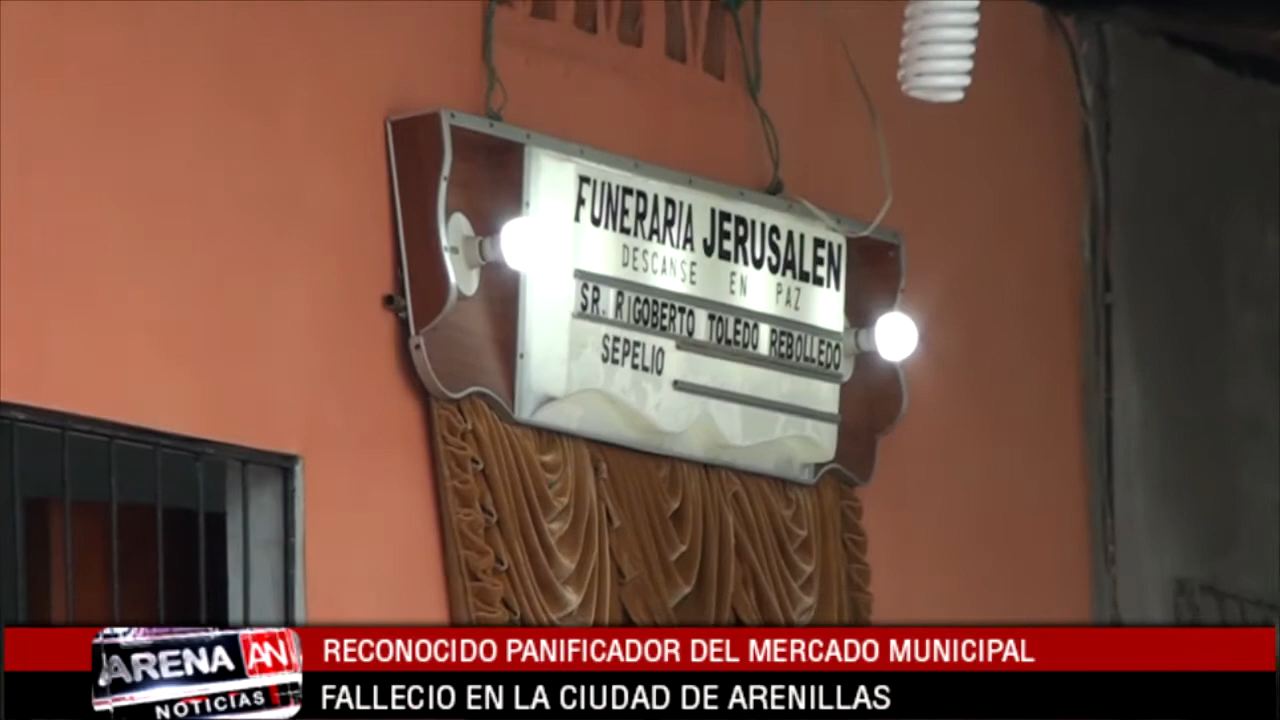 FUNERARIA JERUSALEN
DESCANSE EN PAZ
SR. RIGOBERTO TOLEDO REBOLLEDO
SEPELIO
RECONOCIDO PANIFICADOR DEL MERCADO MUNICIPAL
FALLECIO EN LA CIUDAD DE ARENILLAS
ARENA AN
NOTICIAS